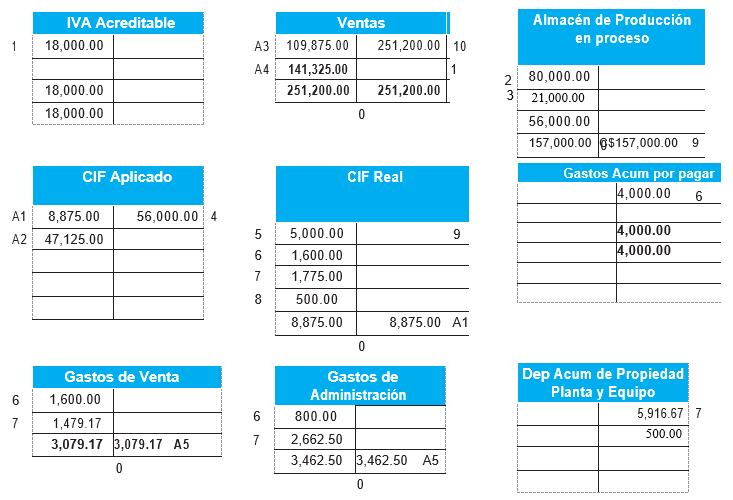 IVA Acreditable
1 18,000.00
18,000.00
18,000.00
Ventas
A3 109,875.00 251,200.00 10
A4 141,325.00 1
251,200.00 251,200.00
0
Almacén de Producción
en proceso
2 80,000.00
3 21,000.00
56,000.00
157,000.00 C$157,000.00 9
0
CIF Aplicado
A1 8,875.00 56,000.00 4
A2 47,125.00
CIF Real
5 5,000.00 9
6 1,600.00
7 1,775.00
8 500.00
8,875.00 8,875.00 A1
0
Gastos Acum por pagar
4,000.00 6
4,000.00
4,000.00
Gastos de Venta
6 1,600.00
7 1,479.17
3,079.17 3,079.17 A5
0
Gastos de
Administración
6 800.00
7 2,662.50
3,462.50 3,462.50 A5
0
Dep Acum de Propiedad
Planta y Equipo
5,916.67 7
500.00